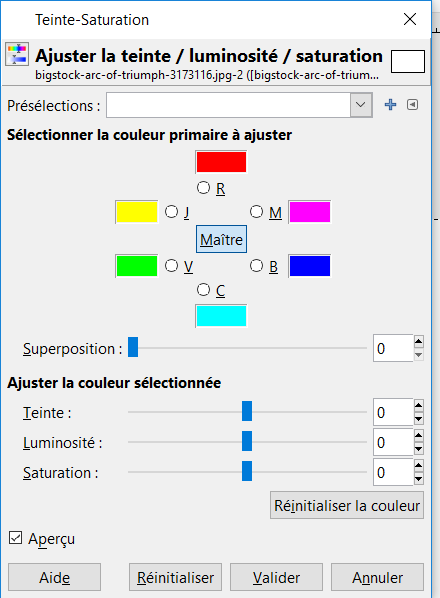 Teinte-Saturation
Ajuster la teinte / luminosité / saturation
bigstock-arc-of-triumph-3173116.jpg-2 ([bigstock-arc-of-trium...
Présélections :
Sélectionner la couleur primaire à ajuster
R
J M
Maître
V B
C
Superposition : 0
Ajuster la couleur sélectionnée
Teinte : 0
Luminosité : 0
Saturation : 0
Réinitialiser la couleur
Aperçu
Aide Réinitialiser Valider Annuler